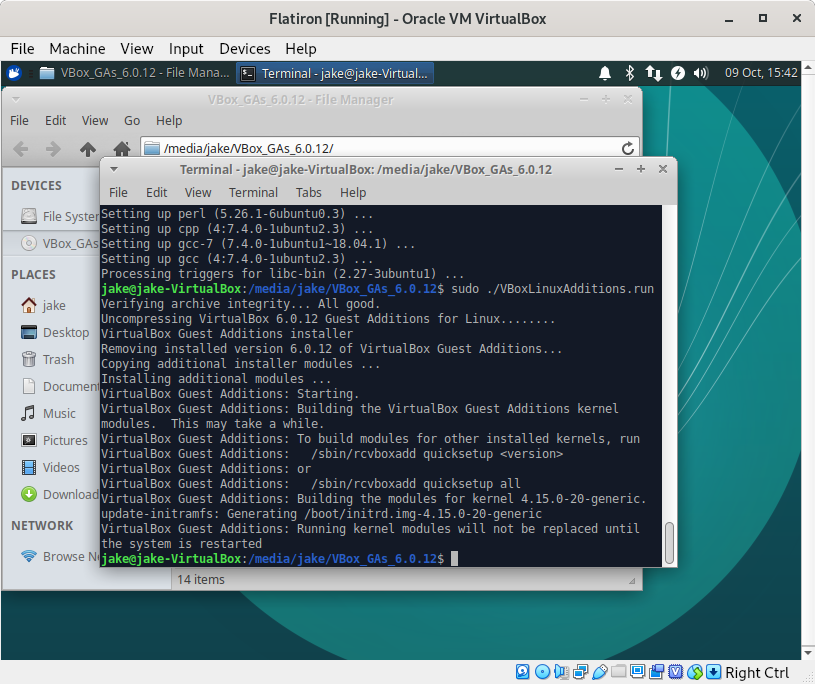 Flatiron [Running] - Oracle VM VirtualBox
File Machine View Input Devices Help
VBox_GAs_6.0.12 - File Mana...
Terminal - jake@jake-Virtual...
09 Oct, 15:42
VBox_GAs_6.0.12 - File Manager
File Edit View Go Help
/media/jake/VBox_GAs_6.0.12/
DEVICES
File System
VBox_GAs
PLACES
jake
Desktop
Trash
Documen
Music
Pictures
Videos
Download
NETWORK
Browse N
14 items
Terminal - jake@jake-VirtualBox: /media/jake/VBox_GAs_6.0.12
File Edit View Terminal Tabs Help
Setting up perl (5.26.1-6ubuntu0.3) ...
Setting up cpp (4:7.4.0-1ubuntu2.3) ...
Setting up gcc-7 (7.4.0-1ubuntu1~18.04.1) ...
Setting up gcc (4:7.4.0-1ubuntu2.3) ...
Processing triggers for libc-bin (2.27-3ubuntu1) ...
jake@jake-VirtualBox:/media/jake/VBox_GAs_6.0.12$ sudo ./VBoxLinuxAdditions.run
Verifying archive integrity... All good.
Uncompressing VirtualBox 6.0.12 Guest Additions for Linux........
VirtualBox Guest Additions installer
Removing installed version 6.0.12 of VirtualBox Guest Additions...
Copying additional installer modules ...
Installing additional modules ...
VirtualBox Guest Additions: Starting.
VirtualBox Guest Additions: Building the VirtualBox Guest Additions kernel
modules.  This may take a while.
VirtualBox Guest Additions: To build modules for other installed kernels, run
VirtualBox Guest Additions:   /sbin/rcvboxadd quicksetup <version>
VirtualBox Guest Additions: or
VirtualBox Guest Additions:   /sbin/rcvboxadd quicksetup all
VirtualBox Guest Additions: Building the modules for kernel 4.15.0-20-generic.
update-initramfs: Generating /boot/initrd.img-4.15.0-20-generic
VirtualBox Guest Additions: Running kernel modules will not be replaced until
the system is restarted
jake@jake-VirtualBox:/media/jake/VBox_GAs_6.0.12$
Right Ctrl